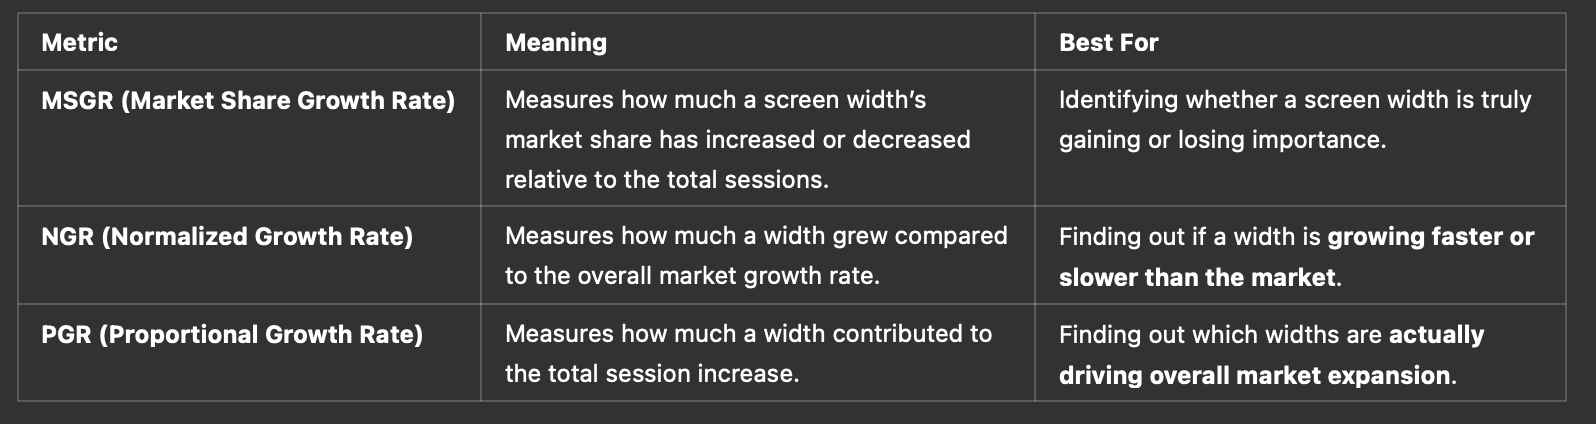 Metric
Meaning
Best For
MSGR (Market Share Growth Rate)
Measures how much a screen width’s
market share has increased or decreased
relative to the total sessions.
Identifying whether a screen width is truly
gaining or losing importance.
NGR (Normalized Growth Rate)
Measures how much a width grew compared
to the overall market growth rate.
Finding out if a width is growing faster or
slower than the market.
PGR (Proportional Growth Rate)
Measures how much a width contributed to
the total session increase.
Finding out which widths are actually
driving overall market expansion.